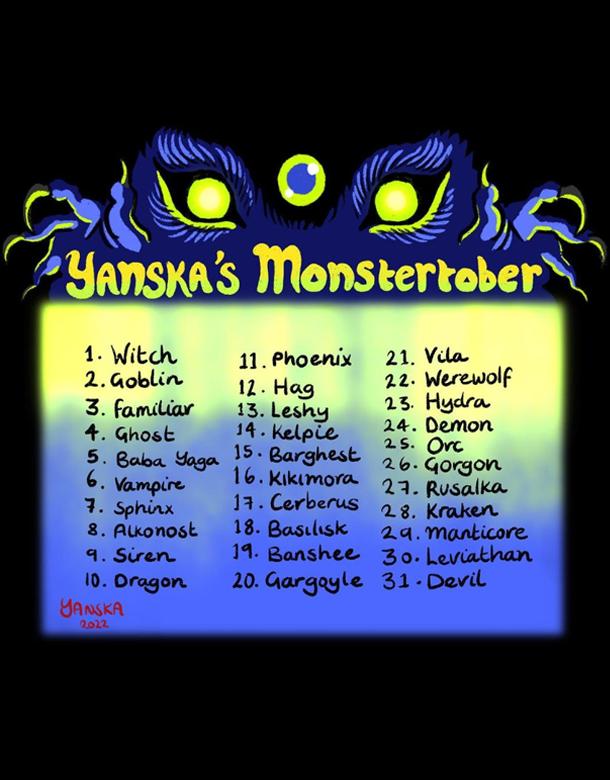 Yanska's Monstertober
1. Witch
2. Goblin
3. Familiar
4. Ghost
5. Baba Yaga
6. Vampire
7. Sphinx
8. Alkonost
9. Siren
10. Dragon
11. Phoenix
12. Hag
13. Leshy
14. Kelpie
15. Barghest
16. Kikimora
17. Cerberus
18. Basilisk
19. Banshee
20. Gargoyle
21. Vila
22. Werewolf
23. Hydra
24. Demon
25. Orc
26. Gorgon
27. Rusalka
28. Kraken
29. Manticore
30. Leviathan
31. Devil
YANSKA
2022